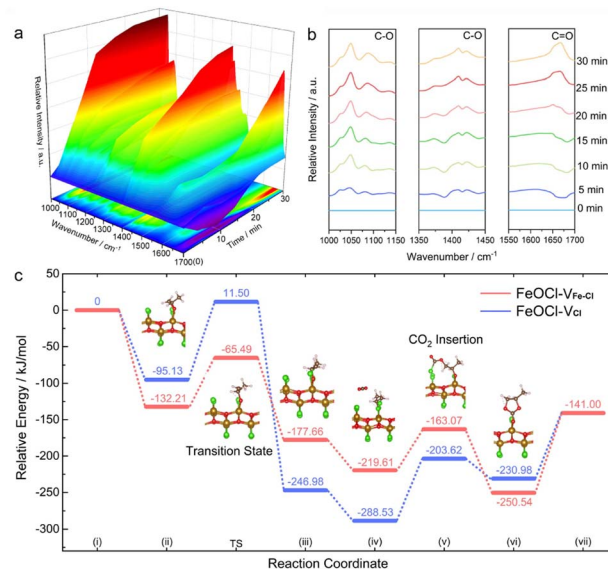 a
Relative Intensity / a.u.
1000
1100
1200
1300
1400
1500
1600
1700(0)
Wavenumber / cm⁻¹
10
20
30
Time / min
b
C-O
C-O
C=O
Relative Intensity / a.u.
30 min
25 min
20 min
15 min
10 min
5 min
0 min
1000 1050 1100 1150
1350 1400 1450
1550 1600 1650 1700
Wavenumber / cm⁻¹
c
Relative Energy / kJ/mol
50
0
-50
-100
-150
-200
-250
-300
FeOCl-V_Fe-Cl
FeOCl-V_Cl
0
-95.13
-132.21
11.50
-65.49
Transition State
-177.66
-246.98
-219.61
-288.53
CO₂ Insertion
-163.07
-203.62
-230.98
-250.54
-141.00
(i) (ii) TS (iii) (iv) (v) (vi) (vii)
Reaction Coordinate